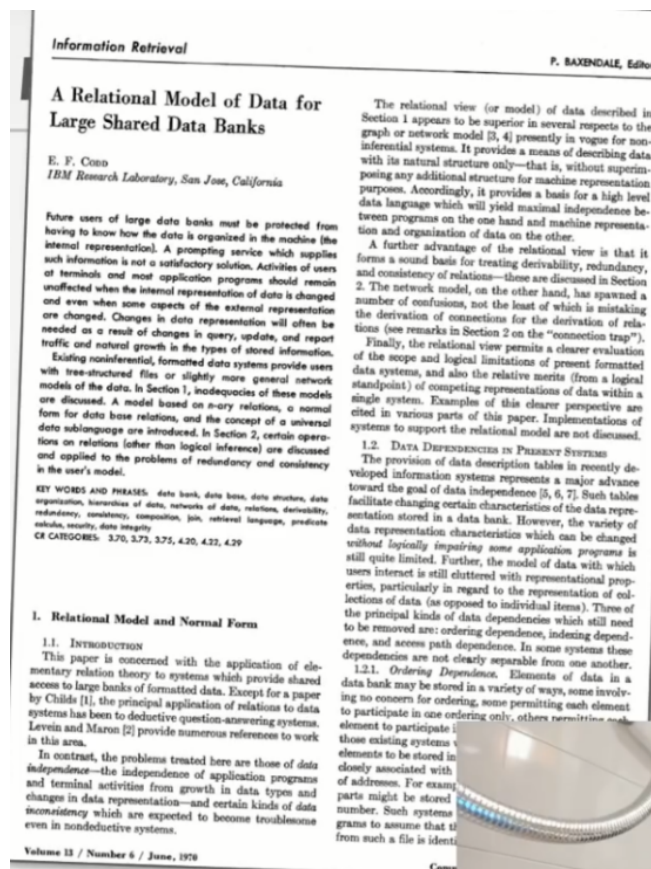 Information Retrieval
P. BAXENDALE, Editor
A Relational Model of Data for
Large Shared Data Banks
E. F. CODD
IBM Research Laboratory, San Jose, California
Future users of large data banks must be protected from
having to know how the data is organized in the machine (the
internal representation). A prompting service which supplies
such information is not a satisfactory solution. Activities of users
at terminals and most application programs should remain
unaffected when the internal representation of data is changed
and even when some aspects of the external representation
are changed. Changes in data representation will often be
needed as a result of changes in query, update, and report
traffic and natural growth in the types of stored information.
Existing noninferential, formatted data systems provide users
with tree-structured files or slightly more general network
models of the data. In Section 1, inadequacies of these models
are discussed. A model based on n-ary relations, a normal
form for data base relations, and the concept of a universal
data sublanguage are introduced. In Section 2, certain opera-
tions on relations (other than logical inference) are discussed
and applied to the problems of redundancy and consistency
in the user's model.
KEY WORDS AND PHRASES: data bank, data base, data structure, data
organization, hierarchies of data, networks of data, relations, derivability,
redundancy, consistency, composition, join, retrieval language, predicate
calculus, security, data integrity
CR CATEGORIES: 3.70, 3.73, 3.75, 4.20, 4.22, 4.29
1. Relational Model and Normal Form
1.1. INTRODUCTION
This paper is concerned with the application of ele-
mentary relation theory to systems which provide shared
access to large banks of formatted data. Except for a paper
by Childs [1], the principal application of relations to data
systems has been to deductive question-answering systems.
Levein and Maron [2] provide numerous references to work
in this area.
In contrast, the problems treated here are those of data
independence—the independence of application programs
and terminal activities from growth in data types and
changes in data representation—and certain kinds of data
inconsistency which are expected to become troublesome
even in nondeductive systems.
Volume 13 / Number 6 / June, 1970
The relational view (or model) of data described in
Section 1 appears to be superior in several respects to the
graph or network model [3, 4] presently in vogue for non-
inferential systems. It provides a means of describing data
with its natural structure only—that is, without superim-
posing any additional structure for machine representation
purposes. Accordingly, it provides a basis for a high level
data language which will yield maximal independence be-
tween programs on the one hand and machine representa-
tion and organization of data on the other.
A further advantage of the relational view is that it
forms a sound basis for treating derivability, redundancy,
and consistency of relations—these are discussed in Section
2. The network model, on the other hand, has spawned a
number of confusions, not the least of which is mistaking
the derivation of connections for the derivation of rela-
tions (see remarks in Section 2 on the "connection trap").
Finally, the relational view permits a clearer evaluation
of the scope and logical limitations of present formatted
data systems, and also the relative merits (from a logical
standpoint) of competing representations of data within a
single system. Examples of this clearer perspective are
cited in various parts of this paper. Implementations of
systems to support the relational model are not discussed.
1.2. DATA DEPENDENCIES IN PRESENT SYSTEMS
The provision of data description tables in recently de-
veloped information systems represents a major advance
toward the goal of data independence [5, 6, 7]. Such tables
facilitate changing certain characteristics of the data repre-
sentation stored in a data bank. However, the variety of
data representation characteristics which can be changed
without logically impairing some application programs is
still quite limited. Further, the model of data with which
users interact is still cluttered with representational prop-
erties, particularly in regard to the representation of col-
lections of data (as opposed to individual items). Three of
the principal kinds of data dependencies which still need
to be removed are: ordering dependence, indexing depend-
ence, and access path dependence. In some systems these
dependencies are not clearly separable from one another.
1.2.1. Ordering Dependence. Elements of data in a
data bank may be stored in a variety of ways, some involv-
ing no concern for ordering, some permitting each element
to participate in one ordering only, others permitting each
element to participate
those existing systems
elements to be stored in
closely associated with
of addresses. For
parts might be stored
number. Such systems
grams to assume that
from such a file is